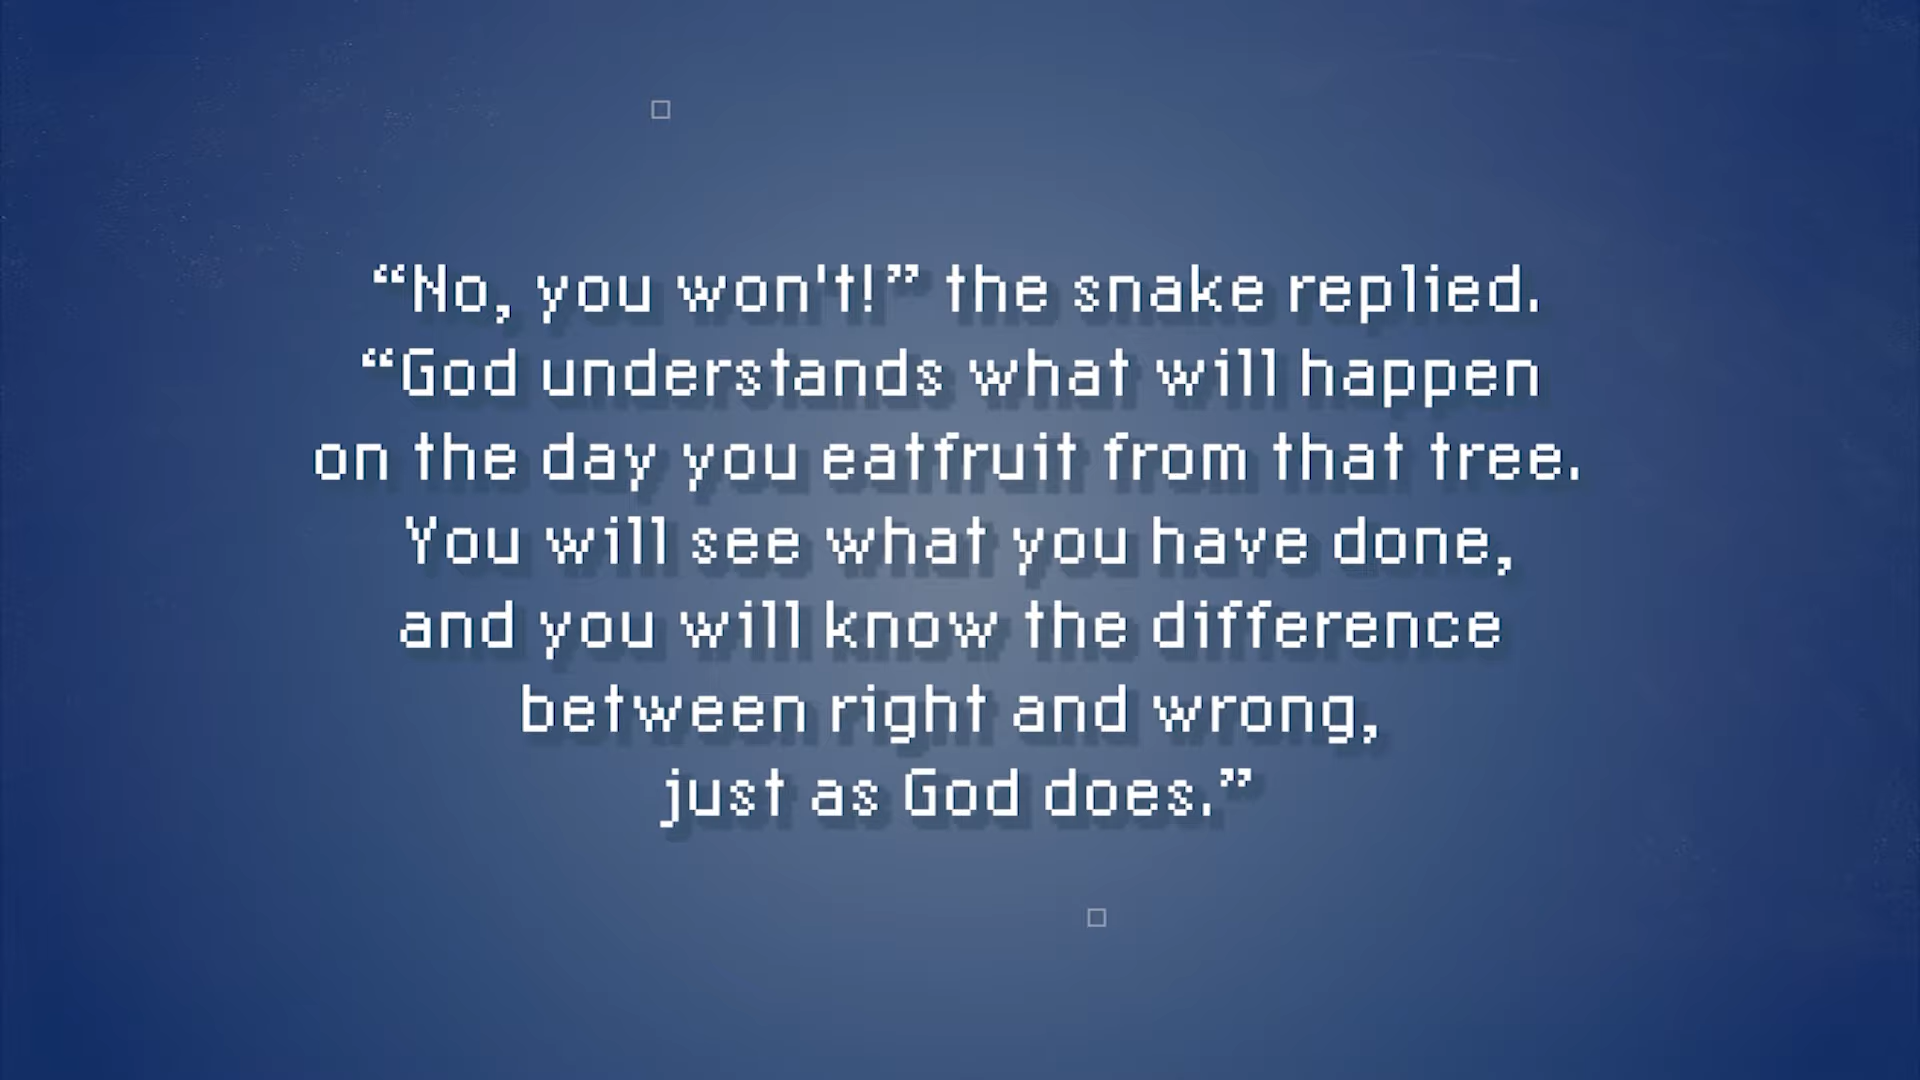 “No, you won't!” the snake replied.
“God understands what will happen
on the day you eatfruit from that tree.
You will see what you have done,
and you will know the difference
between right and wrong,
just as God does.”